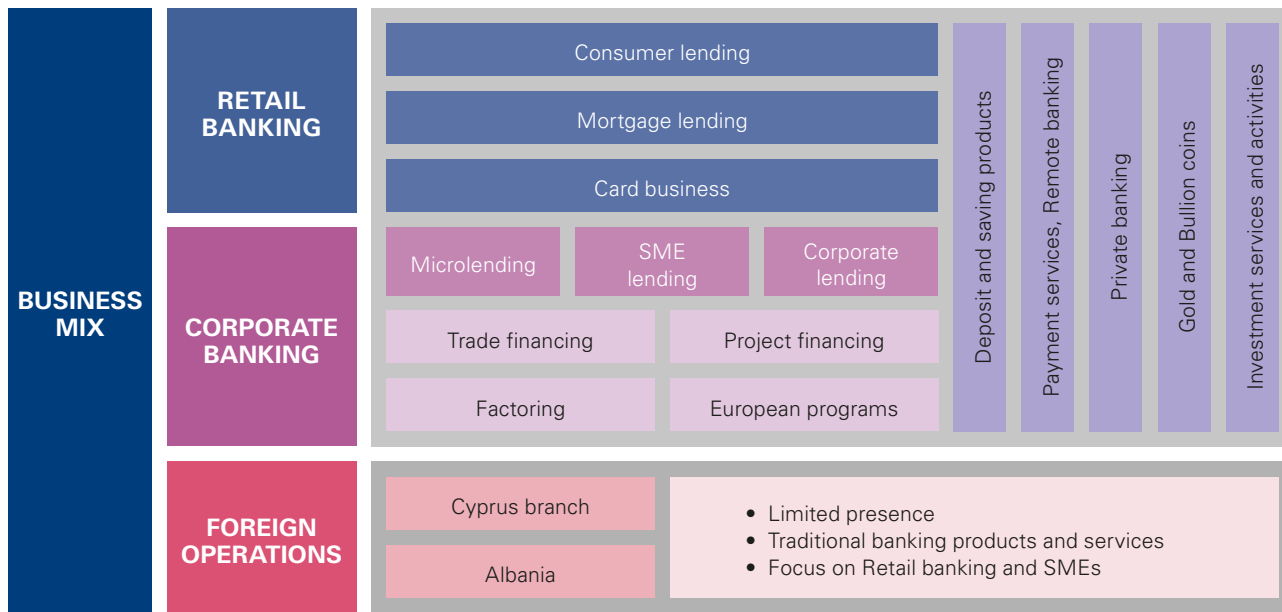 BUSINESS
MIX
RETAIL
BANKING
Consumer lending
Mortgage lending
Card business
CORPORATE
BANKING
Microlending
SME
lending
Corporate
lending
Trade financing
Project financing
Factoring
European programs
Deposit and saving products
Payment services, Remote banking
Private banking
Gold and Bullion coins
Investment services and activities
FOREIGN
OPERATIONS
Cyprus branch
Albania
• Limited presence
• Traditional banking products and services
• Focus on Retail banking and SMEs